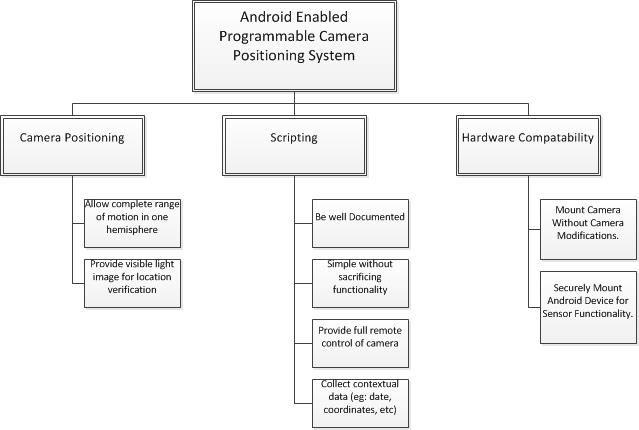 Android Enabled
Programmable Camera
Positioning System
Camera Positioning
Scripting
Hardware Compatability
Allow complete range
of motion in one
hemisphere
Provide visible light
image for location
verification
Be well Documented
Simple without
sacrificing
functionality
Provide full remote
control of camera
Collect contextual
data (eg: date,
coordinates, etc)
Mount Camera
Without Camera
Modifications.
Securely Mount
Android Device for
Sensor Functionality.